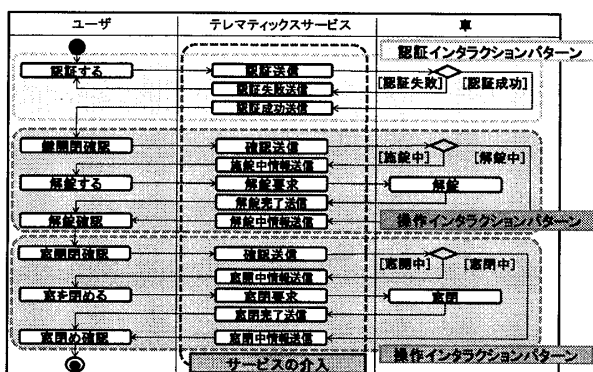 ユーザ
テレマティックスサービス
車
認証インタラクションパターン
認証する
認証送信
[認証失敗]
[認証成功]
認証失敗送信
認証成功送信
鍵開閉確認
確認送信
[施錠中]
[解錠中]
施錠中情報送信
解錠する
解錠要求
解錠
解錠完了送信
解錠確認
解錠中情報送信
操作インタラクションパターン
窓開閉確認
確認送信
[窓開中]
[窓閉中]
窓開中情報送信
窓を閉める
窓閉要求
窓閉
窓閉完了送信
窓閉め確認
窓閉中情報送信
操作インタラクションパターン
サービスの介入